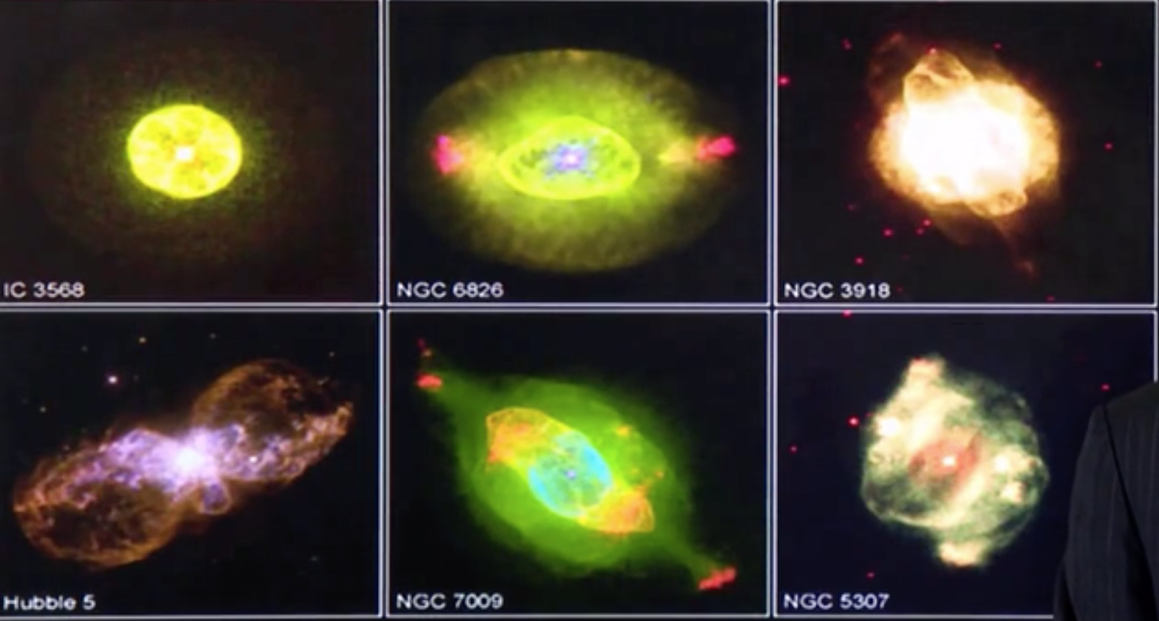 IC 3568
NGC 6826
NGC 3918
Hubble 5
NGC 7009
NGC 5307